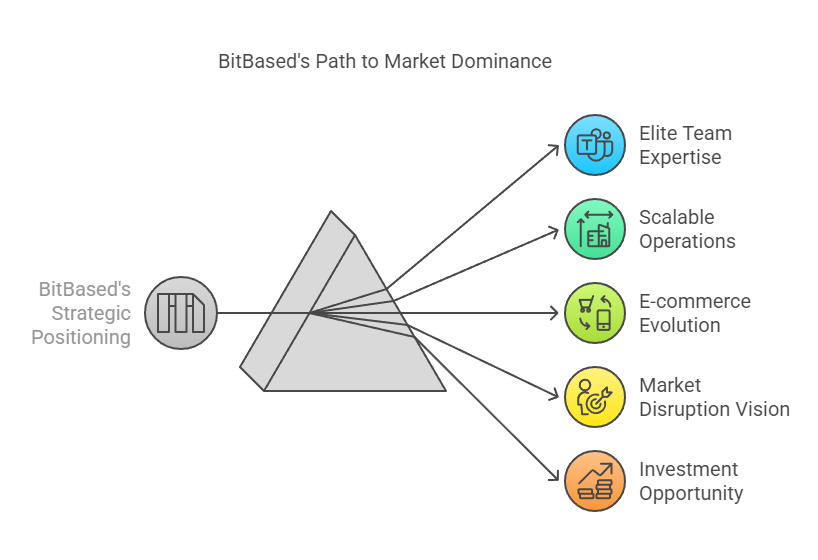 BitBased's Path to Market Dominance
Elite Team
Expertise
Scalable
Operations
BitBased's
Strategic
Positioning
E-commerce
Evolution
Market
Disruption Vision
Investment
Opportunity
T